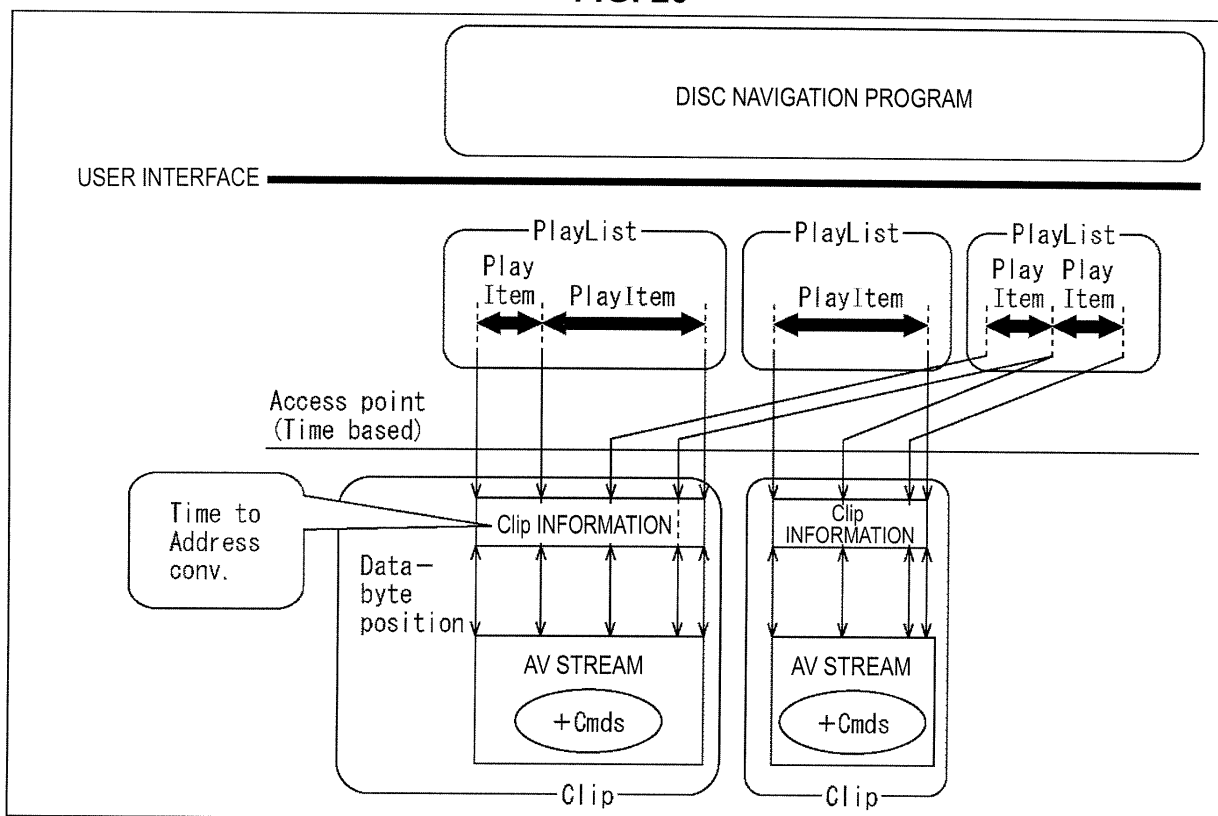 DISC NAVIGATION PROGRAM
USER INTERFACE
PlayList
PlayList
PlayList
Play
Item
PlayItem
PlayItem
Play
Item
Play
Item
Access point
(Time based)
Time to
Address
conv.
Clip INFORMATION
Clip
INFORMATION
Data-
byte
position
AV STREAM
+Cmds
AV STREAM
+Cmds
Clip
Clip